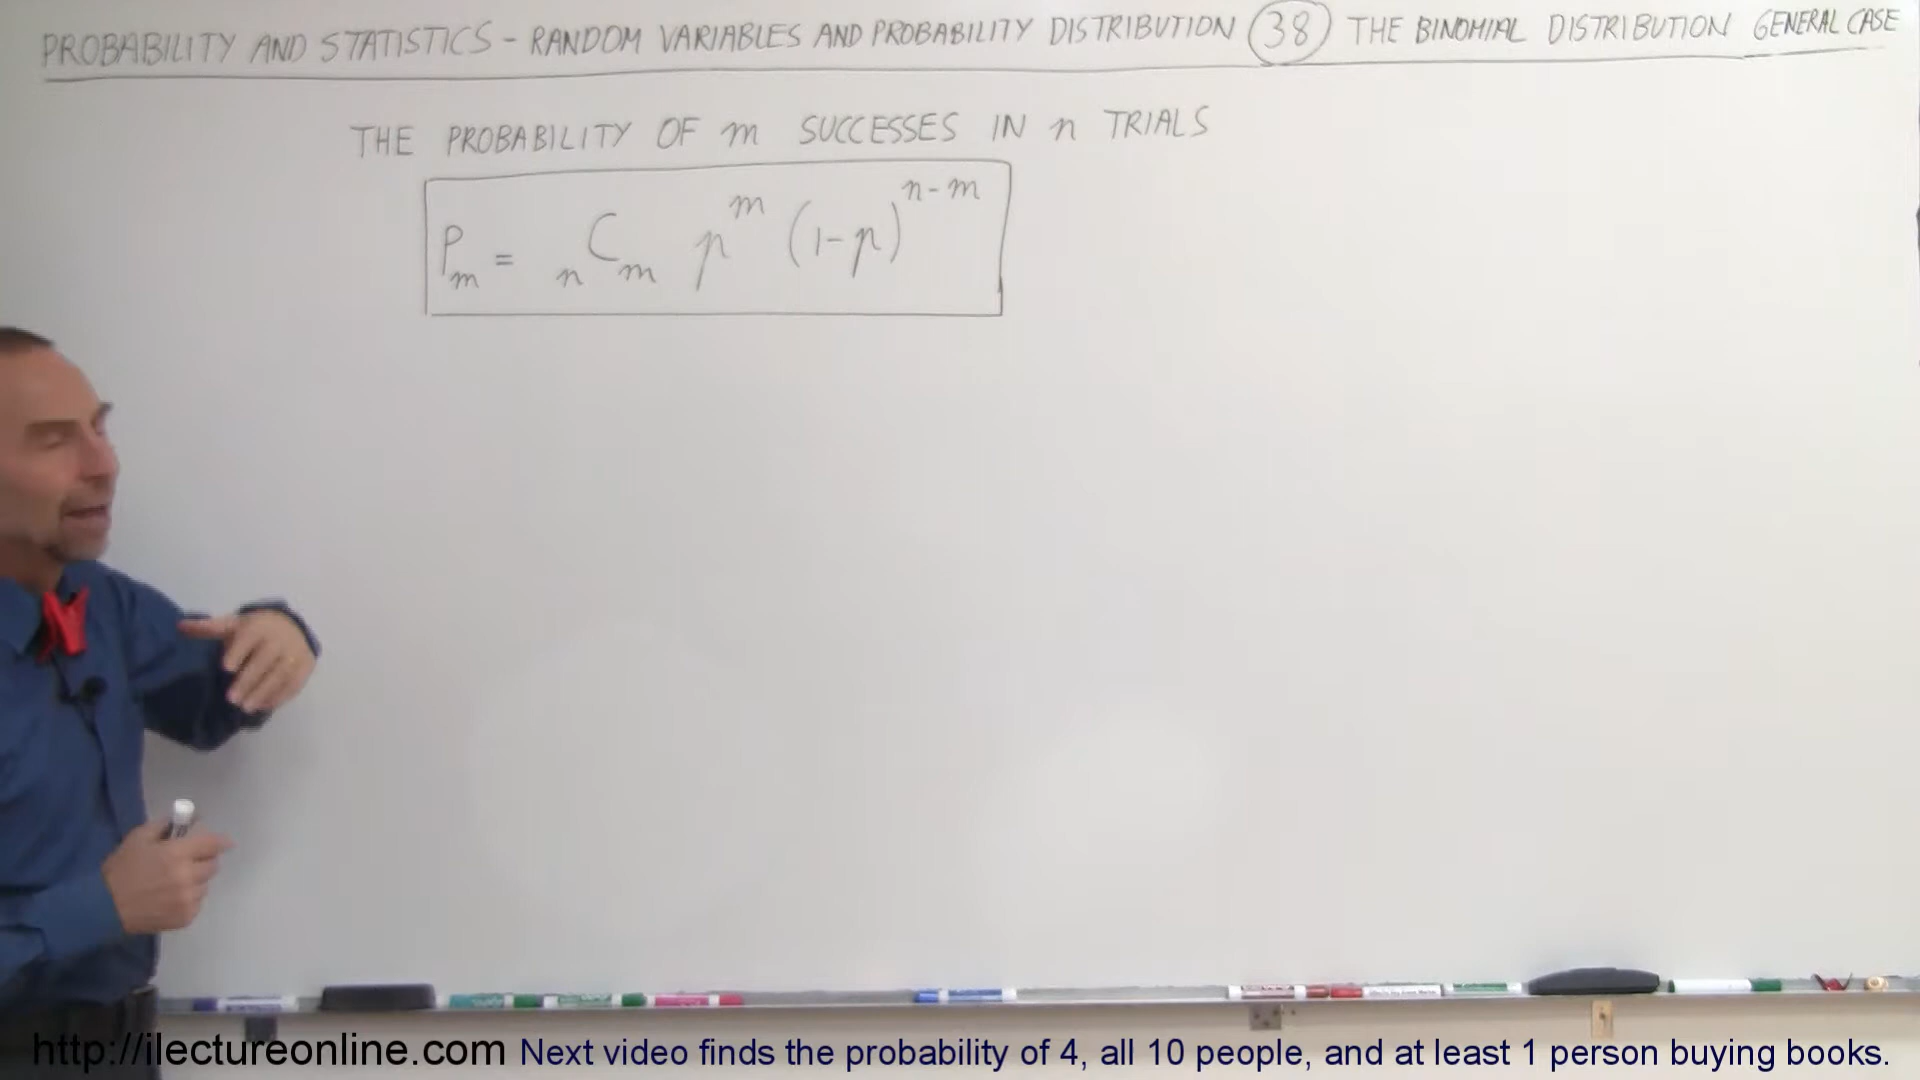 PROBABILITY AND STATISTICS - RANDOM VARIABLES AND PROBABILITY DISTRIBUTION 38 THE BINOMIAL DISTRIBUTION GENERAL CASE
THE PROBABILITY OF m SUCCESSES IN n TRIALS
P_m = _nC_m p^m (1-p)^{n-m}
http://ilectureonline.com Next video finds the probability of 4, all 10 people, and at least 1 person buying books.